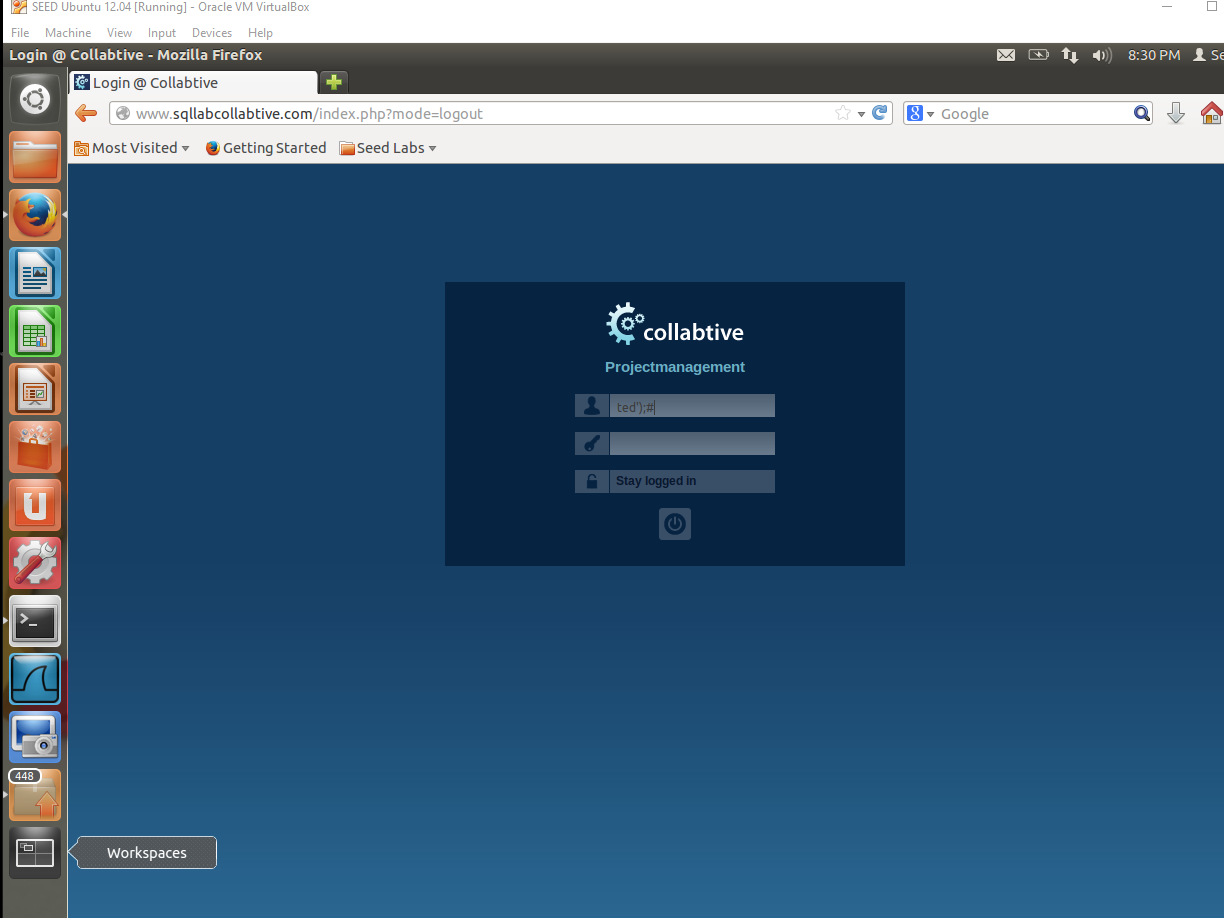 SEED Ubuntu 12.04 [Running] - Oracle VM VirtualBox
File Machine View Input Devices Help
Login @ Collabtive - Mozilla Firefox 8:30 PM Se
Login @ Collabtive
www.sqllabcollabtive.com/index.php?mode=logout 8 Google
Most Visited Getting Started Seed Labs
collabtive
Projectmanagement
ted');#
Stay logged in
448
Workspaces